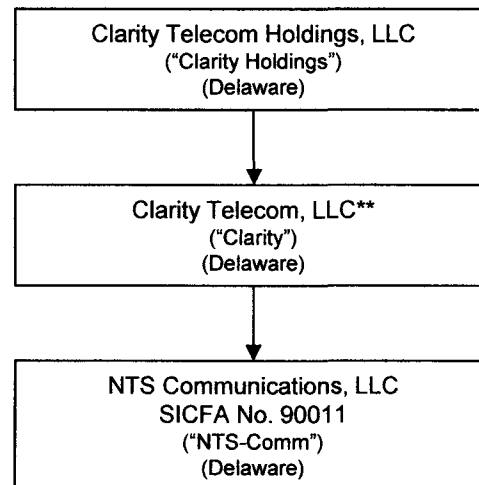 Clarity Telecom Holdings, LLC
("Clarity Holdings")
(Delaware)
Clarity Telecom, LLC**
("Clarity")
(Delaware)
NTS Communications, LLC
SICFA No. 90011
("NTS-Comm")
(Delaware)